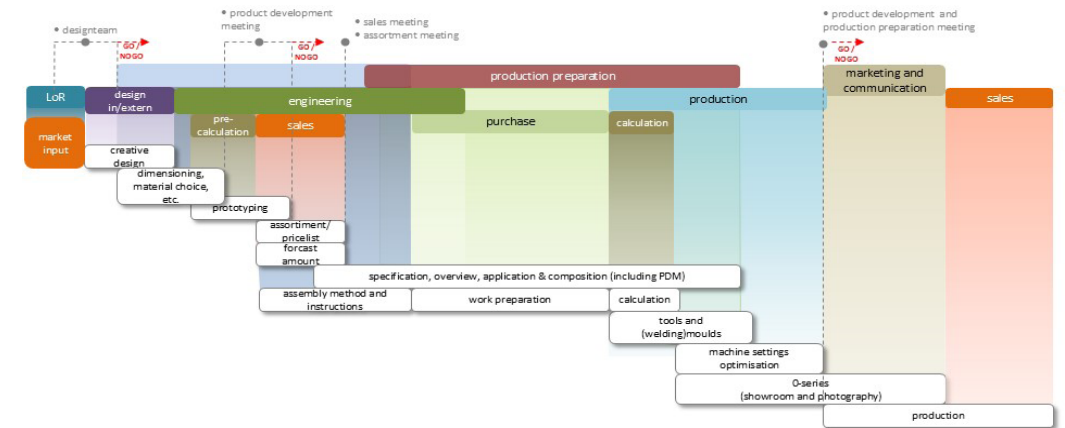 • designteam
• product development
meeting
• sales meeting
• assortment meeting
• product development and
production preparation meeting
GO /
NOGO
GO /
NOGO
GO /
NOGO
production preparation
marketing and
communication
LoR
design
in/extern
engineering
production
sales
market
input
pre-
calculation
sales
purchase
calculation
creative
design
dimensioning,
material choice,
etc.
prototyping
assortiment/
pricelist
forcast
amount
specification, overview, application & composition (including PDM)
assembly method and
instructions
work preparation
calculation
tools and
(welding)moulds
machine settings
optimisation
0-series
(showroom and photography)
production